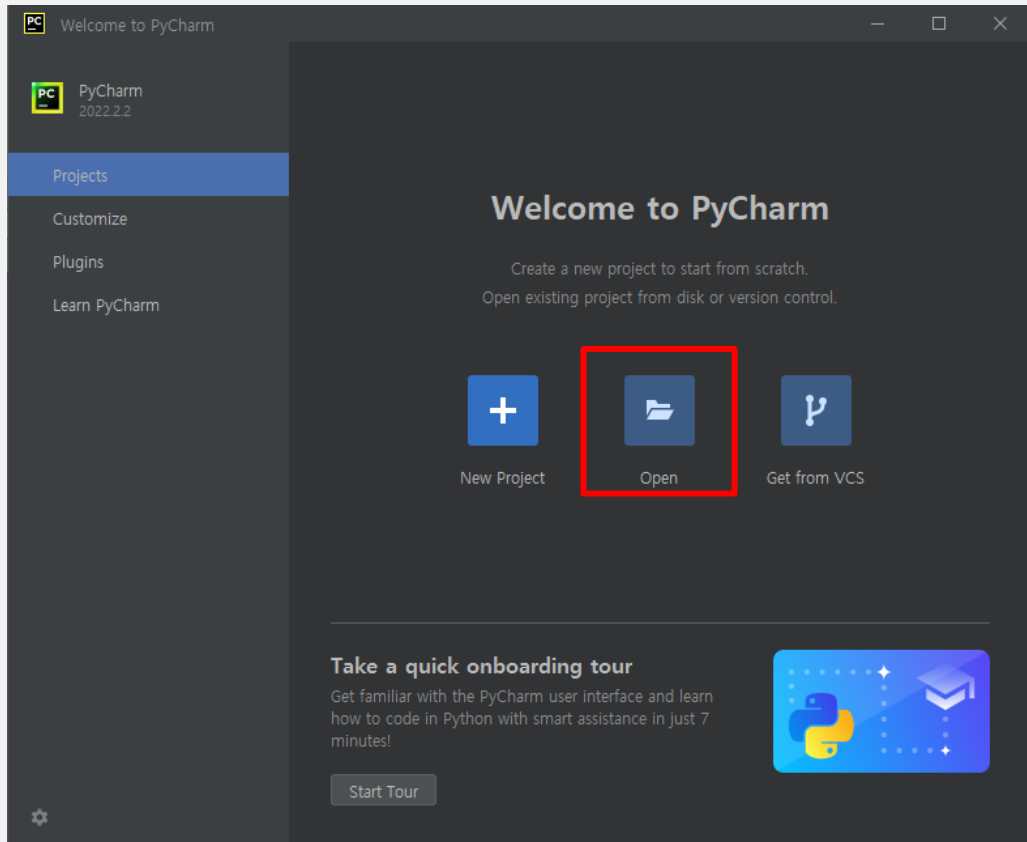 PC Welcome to PyCharm
PC PyCharm
2022.2.2
Projects
Customize
Plugins
Learn PyCharm
Welcome to PyCharm
Create a new project to start from scratch.
Open existing project from disk or version control.
New Project
Open
Get from VCS
Take a quick onboarding tour
Get familiar with the PyCharm user interface and learn
how to code in Python with smart assistance in just 7
minutes!
Start Tour